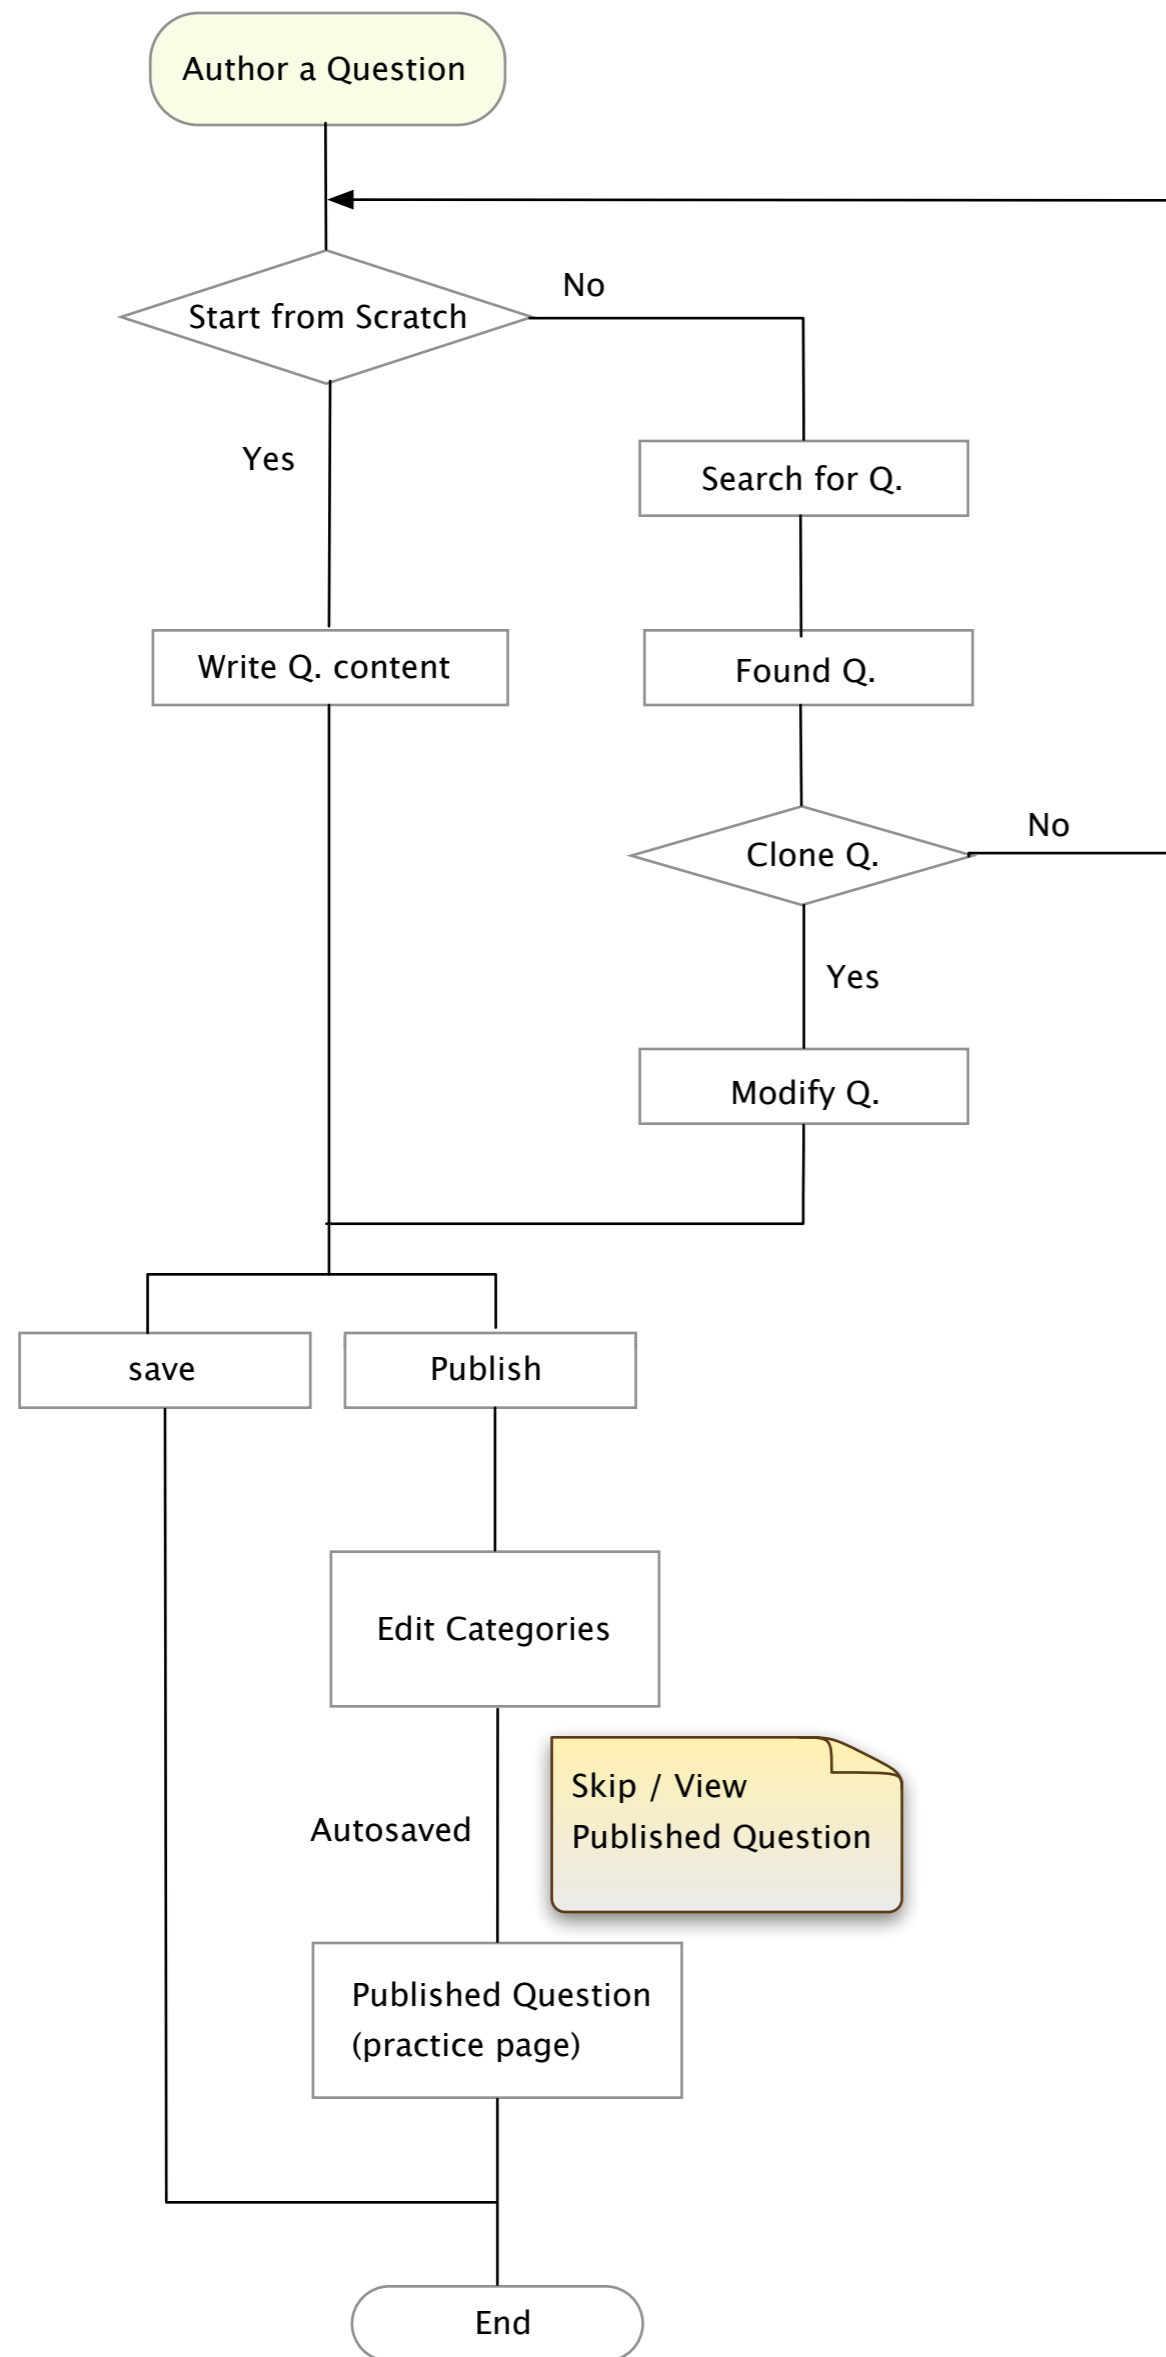 Author a Question
No
Start from Scratch
Yes
Search for Q.
Write Q. content
Found Q.
No
Clone Q.
Yes
Modify Q.
save
Publish
Edit Categories
Skip / View
Published Question
Autosaved
Published Question
(practice page)
End